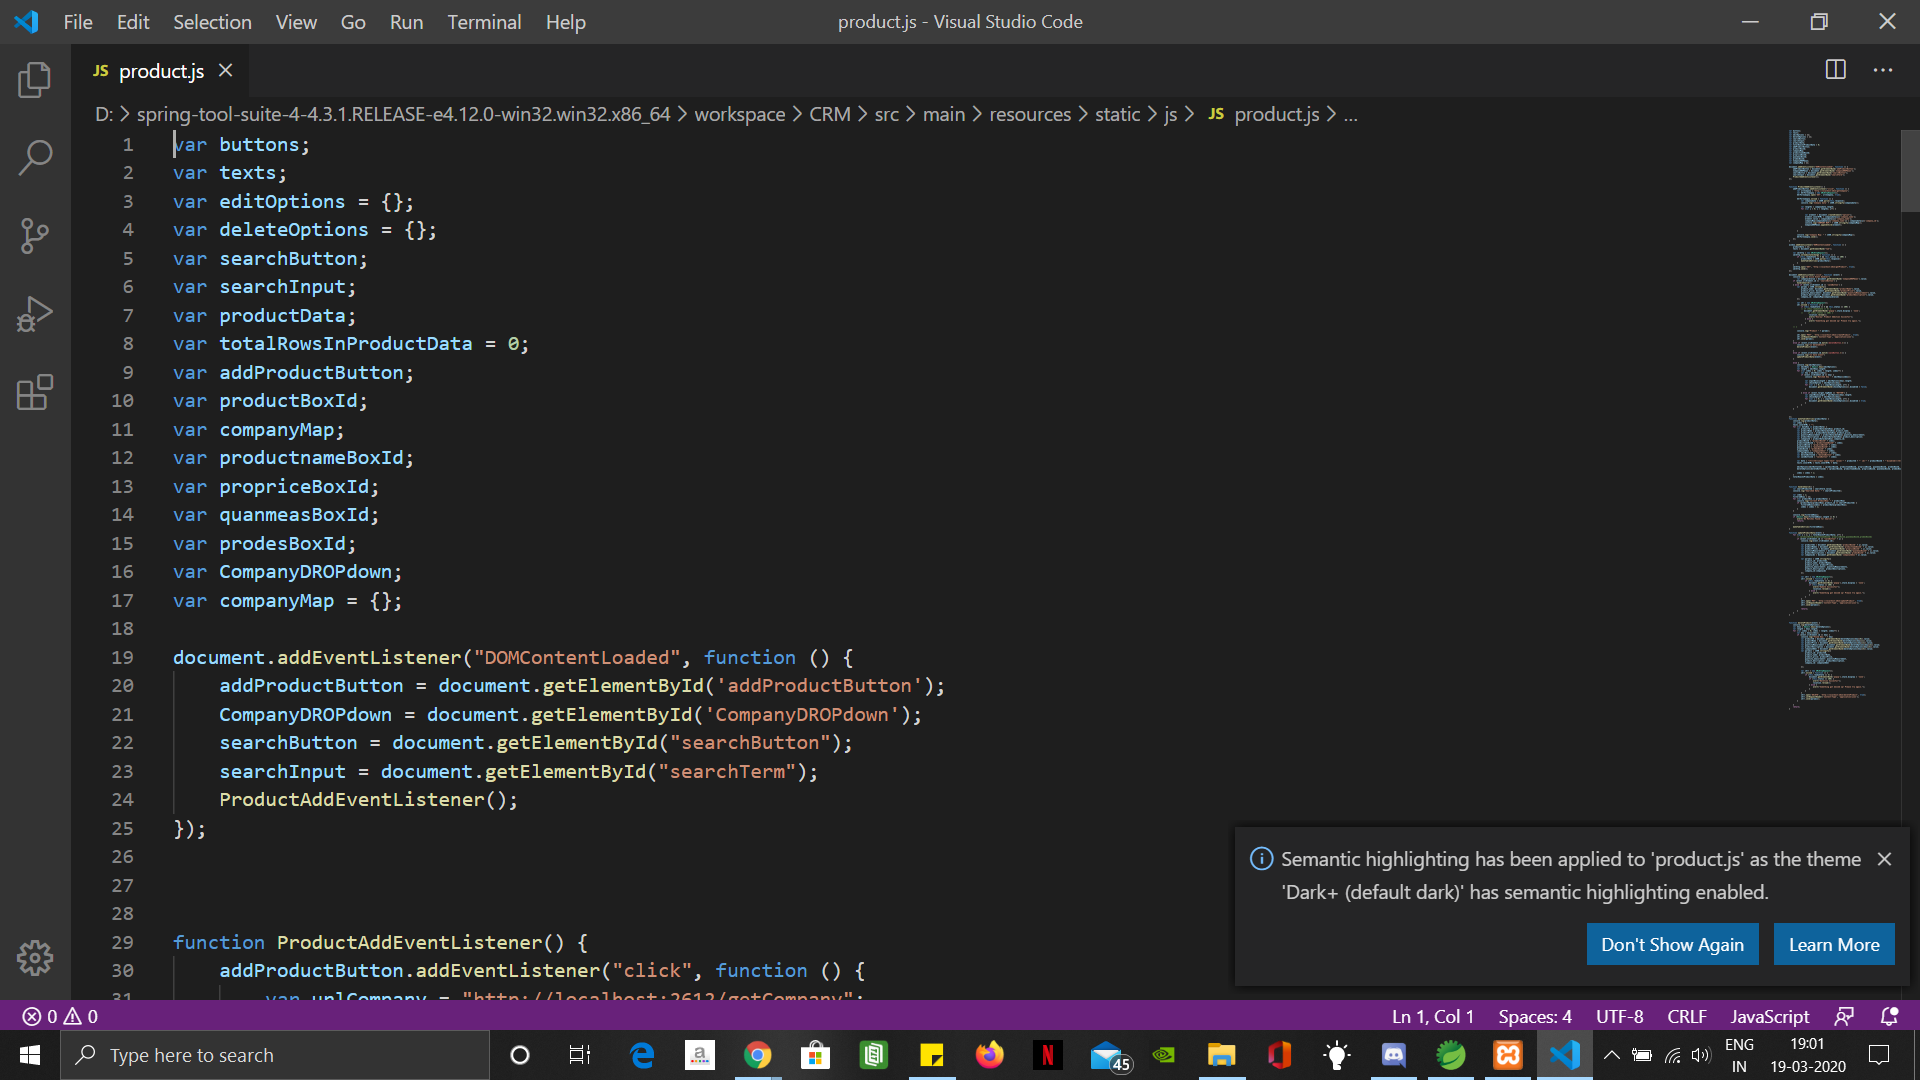 File Edit Selection View Go Run Terminal Help product.js - Visual Studio Code
JS product.js
D: > spring-tool-suite-4-4.3.1.RELEASE-e4.12.0-win32.win32.x86_64 > workspace > CRM > src > main > resources > static > js > JS product.js > ...
1 var buttons;
2 var texts;
3 var editOptions = {};
4 var deleteOptions = {};
5 var searchButton;
6 var searchInput;
7 var productData;
8 var totalRowsInProductData = 0;
9 var addProductButton;
10 var productBoxId;
11 var companyMap;
12 var productnameBoxId;
13 var propriceBoxId;
14 var quanmeasBoxId;
15 var prodesBoxId;
16 var CompanyDROPdown;
17 var companyMap = {};
18
19 document.addEventListener("DOMContentLoaded", function () {
20 addProductButton = document.getElementById('addProductButton');
21 CompanyDROPdown = document.getElementById('CompanyDROPdown');
22 searchButton = document.getElementById("searchButton");
23 searchInput = document.getElementById("searchTerm");
24 ProductAddEventListener();
25 });
26
27
28
29 function ProductAddEventListener() {
30 addProductButton.addEventListener("click", function () {
31 var urlCompany = "http://localhost:2612/getCompany";
Semantic highlighting has been applied to 'product.js' as the theme
'Dark+ (default dark)' has semantic highlighting enabled.
Don't Show Again Learn More
0 0 Ln 1, Col 1 Spaces: 4 UTF-8 CRLF JavaScript
Type here to search
45
ENG 19:01
IN 19-03-2020